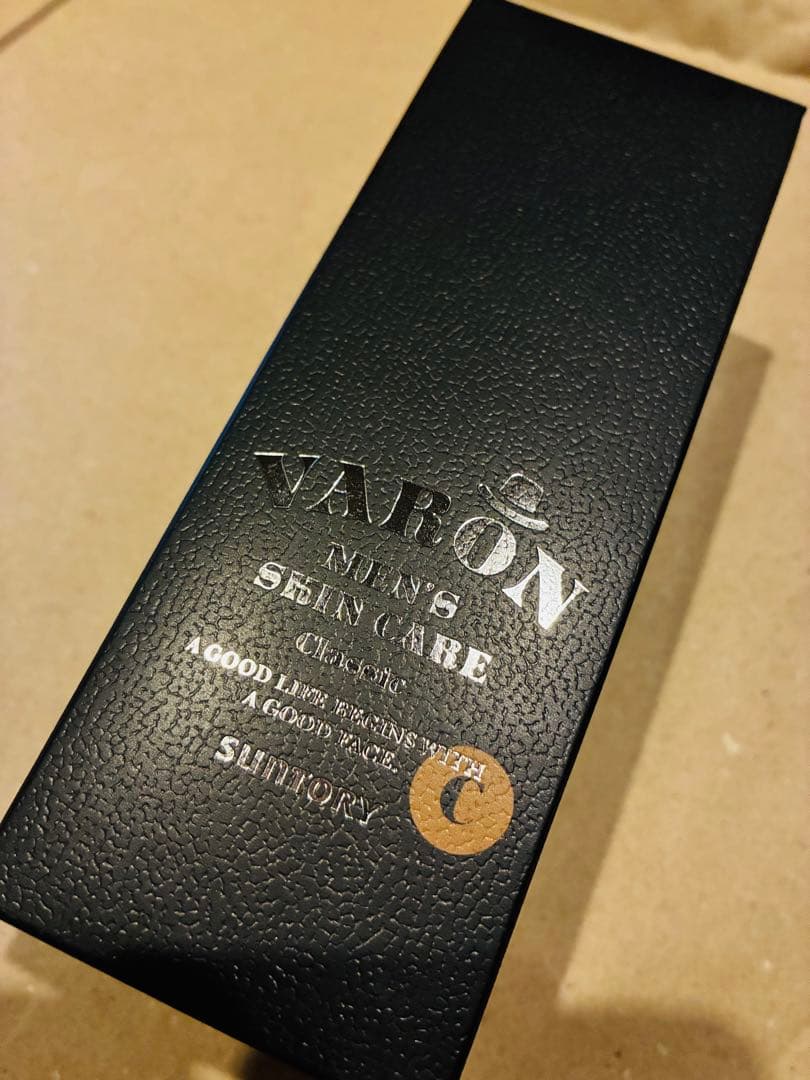 VARON
MEN'S
SKIN CARE
Classic
A GOOD LIFE BEGINS WITH
A GOOD FACE.
SUNTORY
C